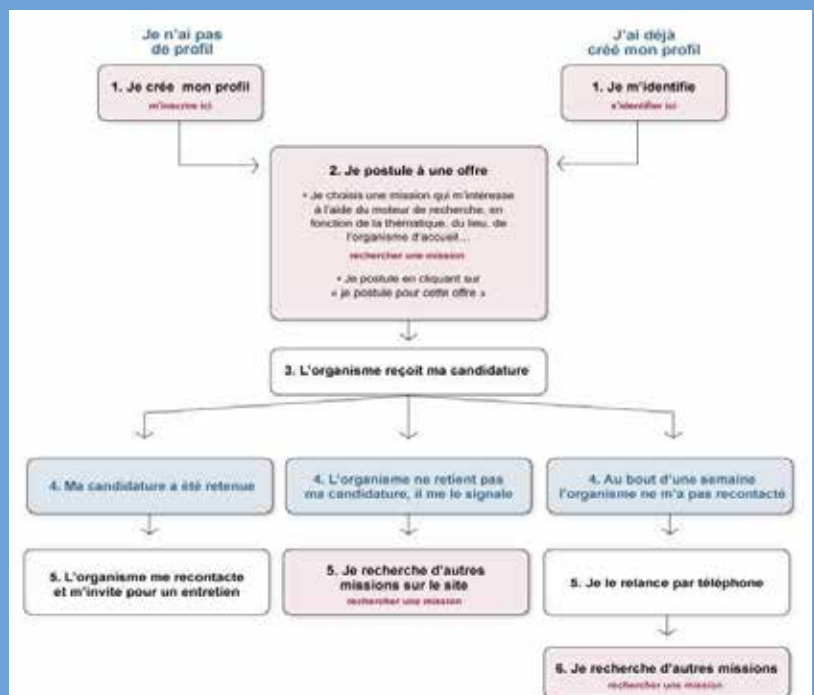 Je n'ai pas
de profil
J'ai déjà
créé mon profil
1. Je crée mon profil
m'inscrire ici
1. Je m'identifie
s'identifier ici
2. Je postule à une offre
• Je choisis une mission qui m'intéresse
à l'aide du moteur de recherche, en
fonction de la thématique, du lieu, de
l'organisme d'accueil...
rechercher une mission
• Je postule en cliquant sur
« je postule pour cette offre »
3. L'organisme reçoit ma candidature
4. Ma candidature a été retenue
4. L'organisme ne retient pas
ma candidature, il me le signale
4. Au bout d'une semaine
l'organisme ne m'a pas recontacté
5. L'organisme me recontacte
et m'invite pour un entretien
5. Je recherche d'autres
missions sur le site
rechercher une mission
5. Je le relance par téléphone
6. Je recherche d'autres missions
rechercher une mission